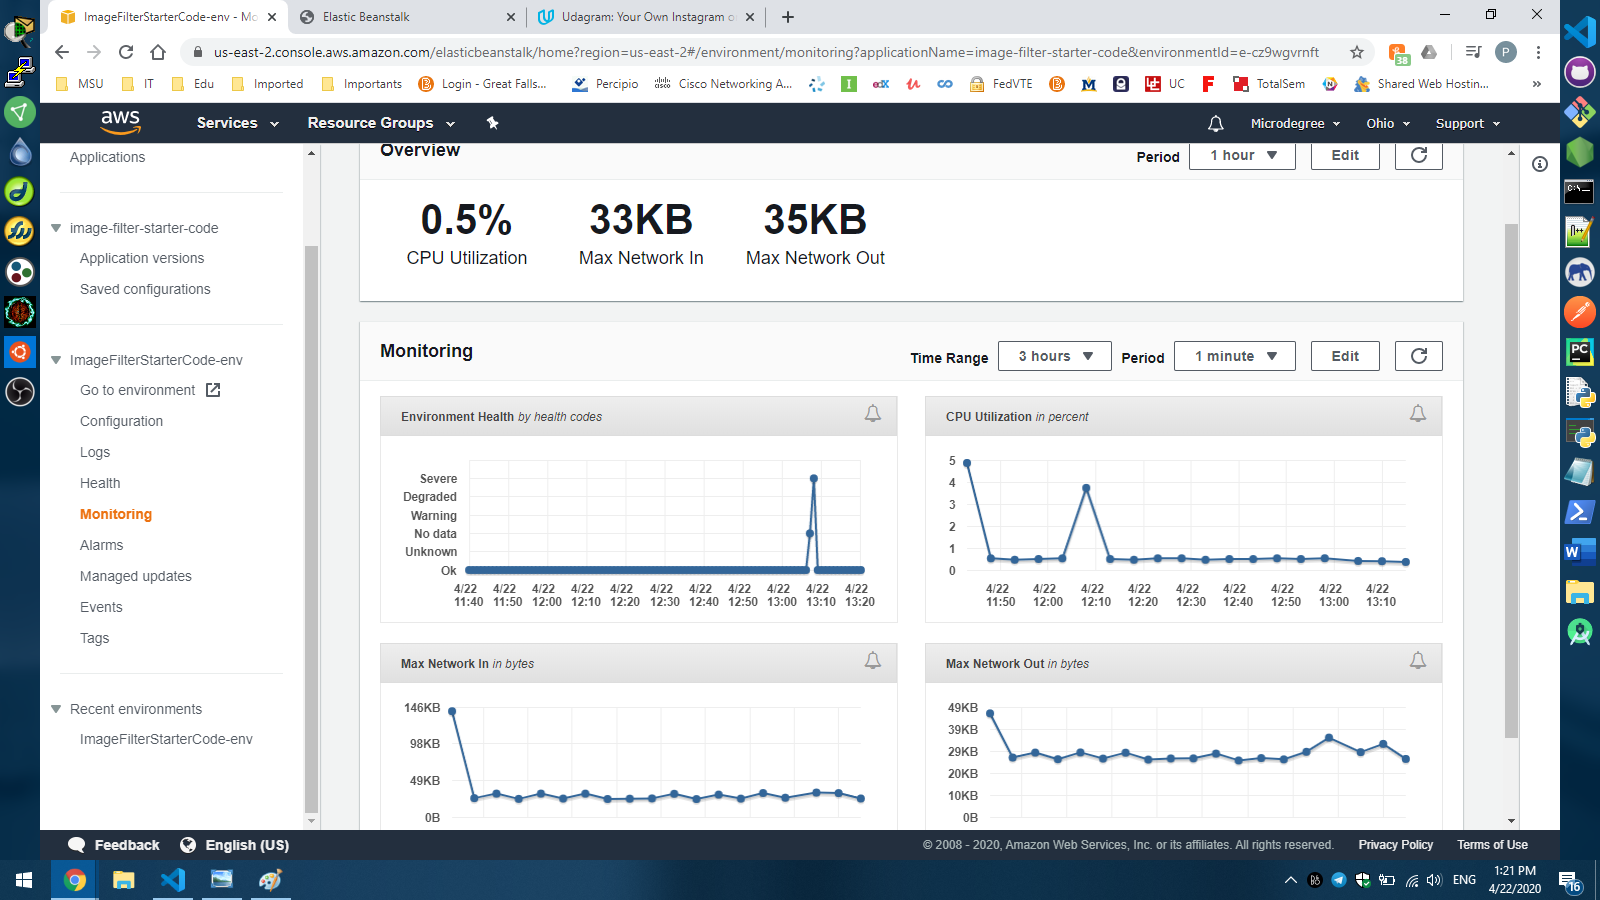 ImageFilterStarterCode-env - Mo
Elastic Beanstalk
Udagram: Your Own Instagram o
us-east-2.console.aws.amazon.com/elasticbeanstalk/home?region=us-east-2#/environment/monitoring?applicationName=image-filter-starter-code&environmentId=e-cz9wgvrnft
38
P
MSU
IT
Edu
Imported
Importants
Login - Great Falls...
Percipio
Cisco Networking A...
edX
FedVTE
UC
TotalSem
Shared Web Hostin...
»
aws
Services
Resource Groups
Microdegree
Ohio
Support
Applications
image-filter-starter-code
Application versions
Saved configurations
ImageFilterStarterCode-env
Go to environment
Configuration
Logs
Health
Monitoring
Alarms
Managed updates
Events
Tags
Recent environments
ImageFilterStarterCode-env
Overview
Period
1 hour
Edit
0.5%
33KB
35KB
CPU Utilization
Max Network In
Max Network Out
Monitoring
Time Range
3 hours
Period
1 minute
Edit
Environment Health by health codes
Severe
Degraded
Warning
No data
Unknown
Ok
4/22 4/22 4/22 4/22 4/22 4/22 4/22 4/22 4/22 4/22 4/22
11:40 11:50 12:00 12:10 12:20 12:30 12:40 12:50 13:00 13:10 13:20
CPU Utilization in percent
5
4
3
2
1
0
4/22 4/22 4/22 4/22 4/22 4/22 4/22 4/22 4/22
11:50 12:00 12:10 12:20 12:30 12:40 12:50 13:00 13:10
Max Network In in bytes
146KB
98KB
49KB
0B
Max Network Out in bytes
49KB
39KB
29KB
20KB
10KB
0B
Feedback
English (US)
© 2008 - 2020, Amazon Web Services, Inc. or its affiliates. All rights reserved.
Privacy Policy
Terms of Use
ENG
1:21 PM
4/22/2020
16